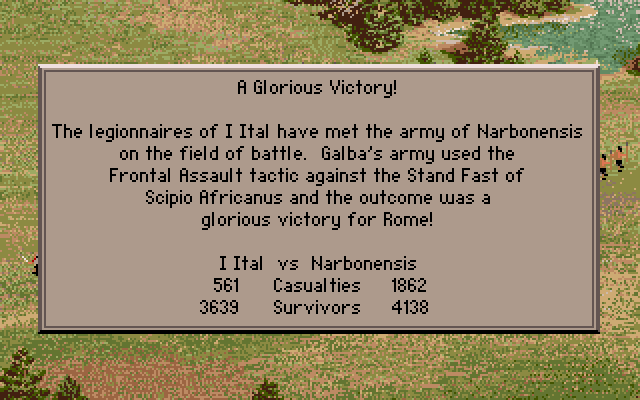 A Glorious Victory!
The legionnaires of I Ital have met the army of Narbonensis
on the field of battle.  Galba's army used the
Frontal Assault tactic against the Stand Fast of
Scipio Africanus and the outcome was a
glorious victory for Rome!
I Ital  vs  Narbonensis
561  Casualties  1862
3639  Survivors  4138